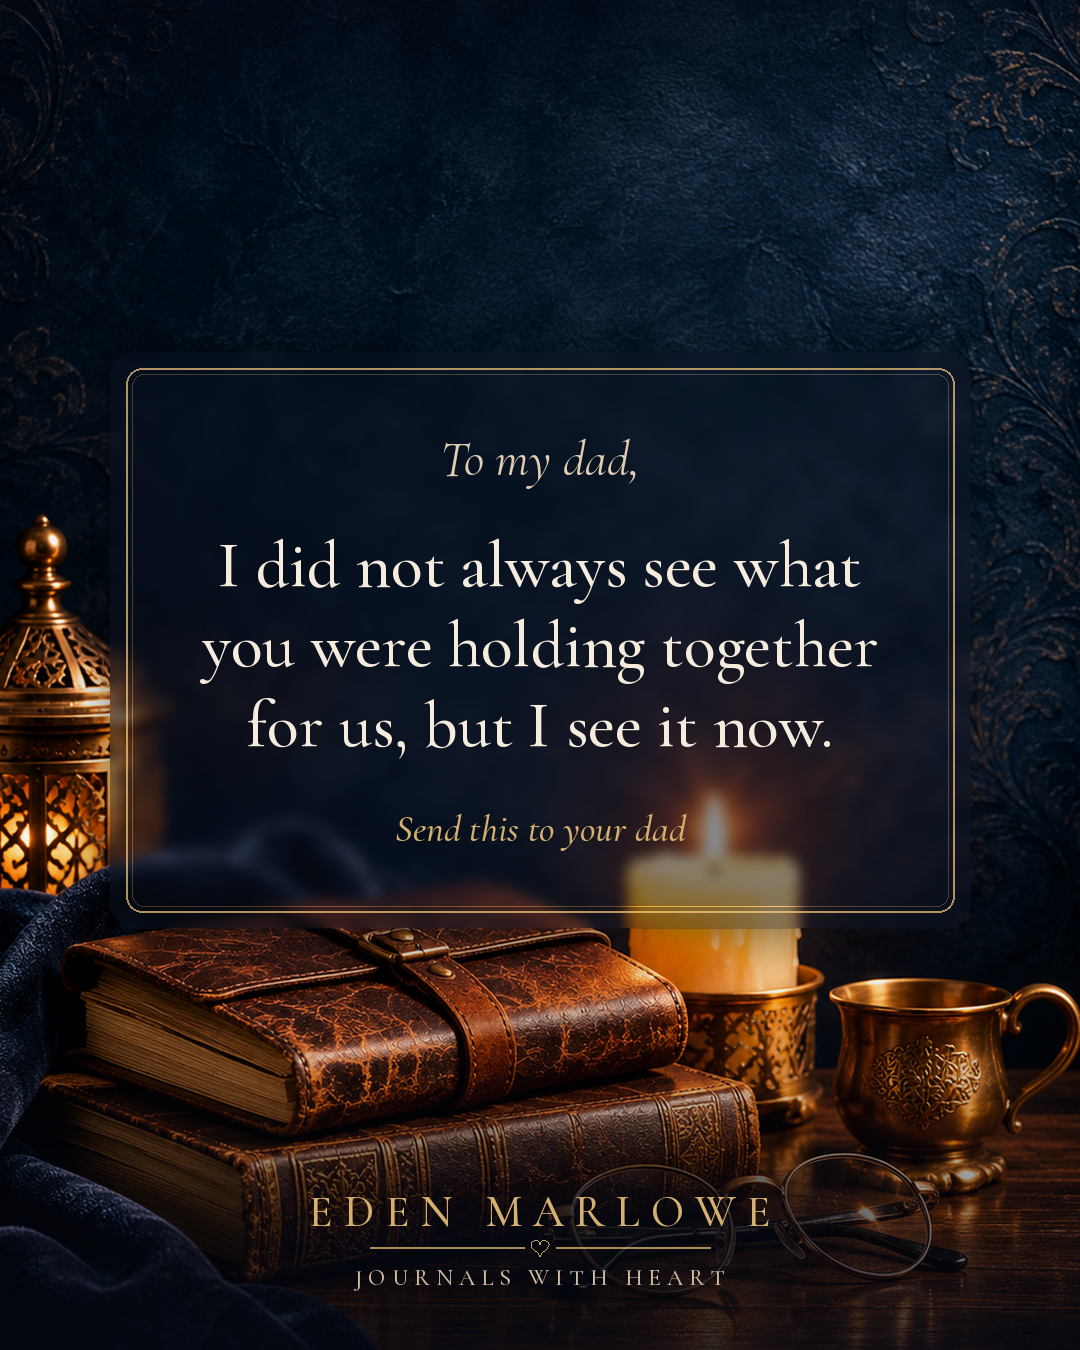 To my dad,
I did not always see what
you were holding together
for us, but I see it now.
Send this to your dad
EDEN MARLOWE
JOURNALS WITH HEART